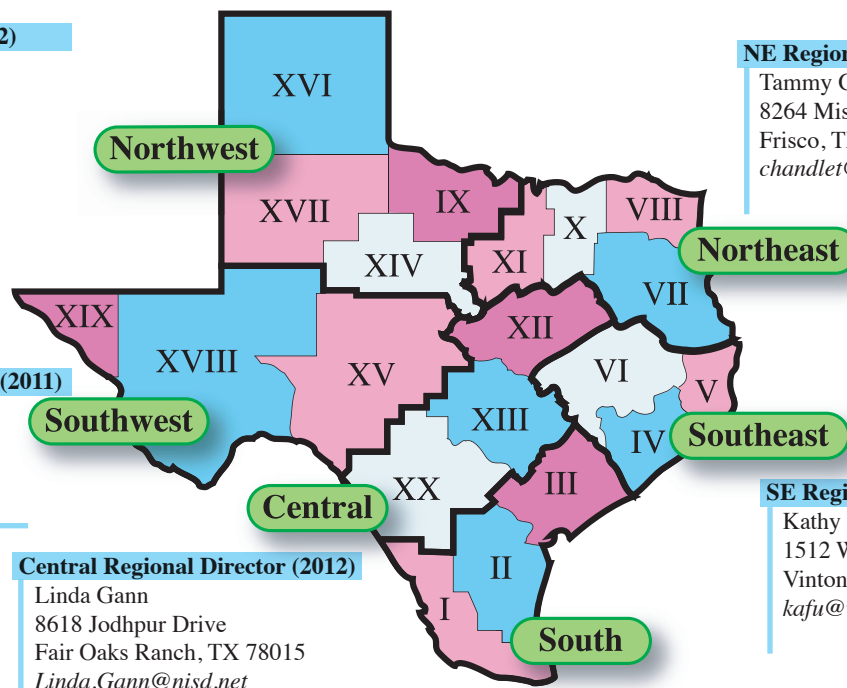 2)
XVI
NE Region
Tammy
8264
Frisco,
chandlet@
Northwest
XVII
IX
VIII
X
XIV
XI
Northeast
VII
XIX
XII
XVIII
XV
VI
V
(2011)
Southwest
XIII
IV
Southeast
XX
III
Central
SE Regi
Kathy
1512
Vinton
kafu@
Central Regional Director (2012)
Linda Gann
8618 Jodhpur Drive
Fair Oaks Ranch, TX 78015
Linda.Gann@nisd.net
II
I
South